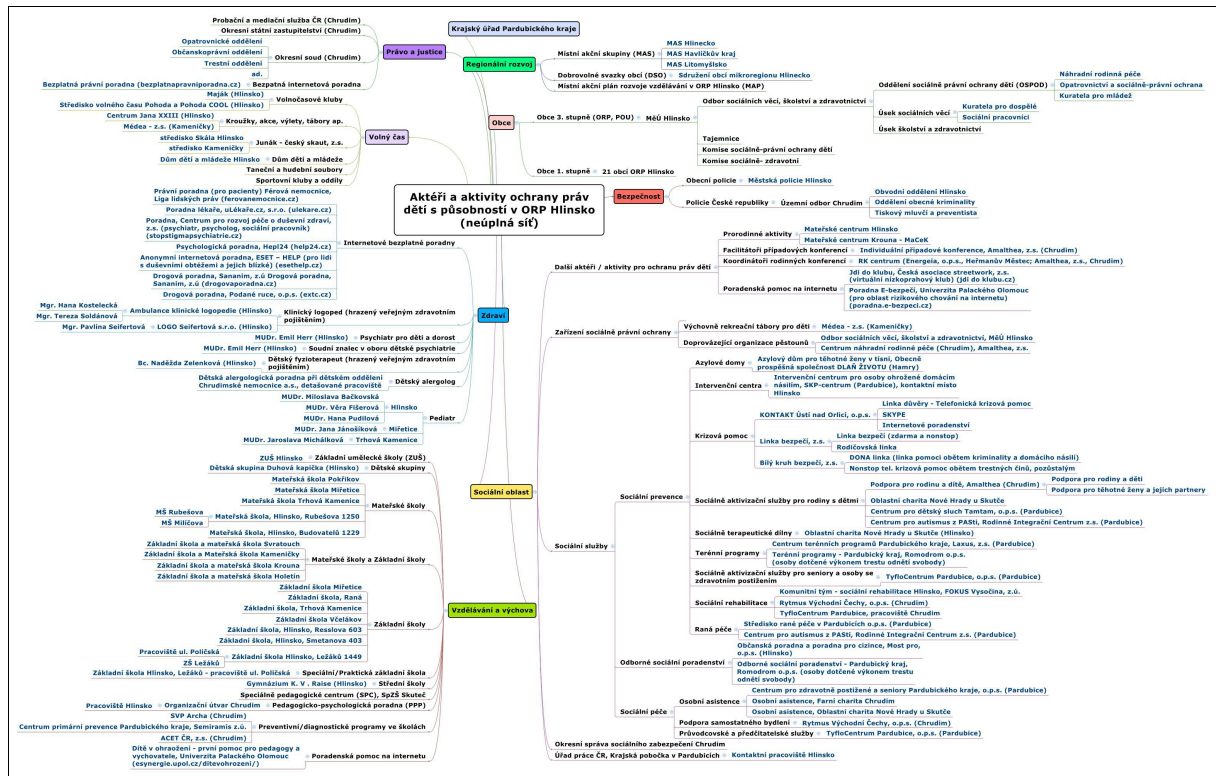 Aktéři a aktivity ochrany práv
dětí s působností v ORP Hlinsko
(neúplná síť)
Krajský úřad Pardubického kraje
Právo a justice
Probační a mediační služba ČR (Chrudim)
Okresní státní zastupitelství (Chrudim)
Opatrovnické oddělení
Občanskoprávní oddělení
Trestní oddělení
ad.
Okresní soud (Chrudim)
Bezplatná právní poradna (bezplatnapravniporadna.cz)
Bezpatná internetová poradna
Volný čas
Maják (Hlinsko)
Středisko volného času Pohoda a Pohoda COOL (Hlinsko)
Volnočasové kluby
Centrum Jana XXIII (Hlinsko)
Médea - z.s. (Kameničky)
Kroužky, akce, výlety, tábory ap.
středisko Skála Hlinsko
středisko Kameničky
Junák - český skaut, z.s.
Dům dětí a mládeže Hlinsko
Dům dětí a mládeže
Taneční a hudební soubory
Sportovní kluby a oddíly
Zdraví
Právní poradna (pro pacienty) Férová nemocnice,
Liga lidských práv (ferovanemocnice.cz)
Poradna lékaře, uLékaře.cz, s.r.o. (ulekare.cz)
Poradna, Centrum pro rozvoj péče o duševní zdraví,
z.s. (psychiatr, psycholog, sociální pracovník)
(stopstigmapsychiatrie.cz)
Psychologická poradna, Hepl24 (help24.cz)
Anonymní internetová poradna, ESET – HELP (pro lidi
s duševními obtížemi a jejich blízké) (esethelp.cz)
Drogová poradna, Sananim, z.ú Drogová poradna,
Sananim, z.ú (drogovaporadna.cz)
Drogová poradna, Podané ruce, o.p.s. (extc.cz)
Internetové bezplatné poradny
Mgr. Hana Kostelecká
Mgr. Tereza Soldánová
Ambulance klinické logopedie (Hlinsko)
Mgr. Pavlína Seifertová
LOGO Seifertová s.r.o. (Hlinsko)
Klinický logoped (hrazený veřejným zdravotním
pojištěním)
MUDr. Emil Herr (Hlinsko)
Psychiatr pro děti a dorost
MUDr. Emil Herr (Hlinsko)
Soudní znalec v oboru dětské psychiatrie
Bc. Naděžda Zelenková (Hlinsko)
Dětský fyzioterapeut (hrazený veřejným zdravotním
pojištěním)
Dětská alergologická poradna při dětském oddělení
Chrudimské nemocnice a.s., detašované pracoviště
Dětský alergolog
MUDr. Miloslava Bačkovská
MUDr. Věra Fišerová
MUDr. Hana Pudilová
Hlinsko
MUDr. Jana Jánošíková
Miřetice
MUDr. Jaroslava Michálková
Trhová Kamenice
Pediatr
Vzdělávání a výchova
ZUŠ Hlinsko
Základní umělecké školy (ZUŠ)
Dětská skupina Duhová kapička (Hlinsko)
Dětské skupiny
Mateřská škola Pokřikov
Mateřská škola Miřetice
Mateřská škola Trhová Kamenice
MŠ Rubešova
MŠ Milíčova
Mateřská škola, Hlinsko, Rubešova 1250
Mateřská škola, Hlinsko, Budovatelů 1229
Mateřské školy
Základní škola a mateřská škola Svratouch
Základní škola a Mateřská škola Kameničky
Základní škola a mateřská škola Krouna
Základní škola a mateřská škola Holetín
Mateřské školy a Základní školy
Základní škola Miřetice
Základní škola, Raná
Základní škola, Trhová Kamenice
Základní škola Včelákov
Základní škola, Hlinsko, Resslova 603
Základní škola, Hlinsko, Smetanova 403
Pracoviště ul. Poličská
ZŠ Ležáků
Základní škola Hlinsko, Ležáků 1449
Základní školy
Základní škola Hlinsko, Ležáků - pracoviště ul. Poličská
Speciální/Praktická základní škola
Gymnázium K. V . Raise (Hlinsko)
Střední školy
Speciálně pedagogické centrum (SPC), SpZŠ Skuteč
Pracoviště Hlinsko
Organizační útvar Chrudim
Pedagogicko-psychologická poradna (PPP)
SVP Archa (Chrudim)
Centrum primární prevence Pardubického kraje, Semiramis z.ú.
ACET ČR, z.s. (Chrudim)
Preventivní/diagnostické programy ve školách
Dítě v ohrožení - první pomoc pro pedagogy a
vychovatele, Univerzita Palackého Olomouc
(esynergie.upol.cz/ditevohrozeni/)
Poradenská pomoc na internetu
Regionální rozvoj
Místní akční skupiny (MAS)
MAS Hlinecko
MAS Havlíčkův kraj
MAS Litomyšlsko
Dobrovolné svazky obcí (DSO)
Sdružení obcí mikroregionu Hlinecko
Místní akční plán rozvoje vzdělávání v ORP Hlinsko (MAP)
Obce
Obce 3. stupně (ORP, POU)
MěÚ Hlinsko
Odbor sociálních věcí, školství a zdravotnictví
Oddělení sociálně právní ochrany dětí (OSPOD)
Náhradní rodinná péče
Opatrovnictví a sociálně-právní ochrana
Kuratela pro mládež
Úsek sociálních věcí
Kuratela pro dospělé
Sociální pracovníci
Úsek školství a zdravotnictví
Tajemnice
Komise sociálně-právní ochrany dětí
Komise sociálně- zdravotní
Obce 1. stupně
21 obcí ORP Hlinsko
Bezpečnost
Obecní policie
Městská policie Hlinsko
Policie České republiky
Územní odbor Chrudim
Obvodní oddělení Hlinsko
Oddělení obecné kriminality
Tiskový mluvčí a preventista
Sociální oblast
Další aktéři / aktivity pro ochranu práv dětí
Prorodinné aktivity
Mateřské centrum Hlinsko
Mateřské centrum Krouna - MaCeK
Facilitátoři případových konferencí
Individuální případové konference, Amalthea, z.s. (Chrudim)
Koordinátoři rodinných konferencí
RK centrum (Energeia, o.p.s., Heřmanův Městec; Amalthea, z.s., Chrudim)
Poradenská pomoc na internetu
Jdi do klubu, Česká asociace streetwork, z.s.
(virtuální nízkoprahový klub) (jdi do klubu.cz)
Poradna E-bezpečí, Univerzita Palackého Olomouc
(pro oblast rizikového chování na internetu)
(poradna.e-bezpeci.cz)
Zařízení sociálně právní ochrany
Výchovně rekreační tábory pro děti
Médea - z.s. (Kameničky)
Doprovázející organizace pěstounů
Odbor sociálních věcí, školství a zdravotnictví, MěÚ Hlinsko
Centrum náhradní rodinné péče (Chrudim), Amalthea, z.s.
Sociální služby
Sociální prevence
Azylové domy
Azylový dům pro těhotné ženy v tísni, Obecně
prospěšná společnost DLAŇ ŽIVOTU (Hamry)
Intervenční centra
Intervenční centrum pro osoby ohrožené domácím
násilím, SKP-centrum (Pardubice), kontaktní místo
Hlinsko
Krizová pomoc
KONTAKT Ústí nad Orlicí, o.p.s.
Linka důvěry - Telefonická krizová pomoc
SKYPE
Internetové poradenství
Linka bezpečí, z.s.
Linka bezpečí (zdarma a nonstop)
Rodičovská linka
Bílý kruh bezpečí, z.s.
DONA linka (linka pomoci obětem kriminality a domácího násilí)
Nonstop tel. krizová pomoc obětem trestných činů, pozůstalým
Sociálně aktivizační služby pro rodiny s dětmi
Podpora pro rodinu a dítě, Amalthea (Chrudim)
Podpora pro rodiny a děti
Podpora pro těhotné ženy a jejich partnery
Oblastní charita Nové Hrady u Skutče
Centrum pro dětský sluch Tamtam, o.p.s. (Pardubice)
Centrum pro autismus z PASti, Rodinné Integrační Centrum z.s. (Pardubice)
Sociálně terapeutické dílny
Oblastní charita Nové Hrady u Skutče (Hlinsko)
Terénní programy
Centrum terénních programů Pardubického kraje, Laxus, z.s. (Pardubice)
Terénní programy - Pardubický kraj, Romodrom o.p.s.
(osoby dotčené výkonem trestu odnětí svobody)
Sociálně aktivizační služby pro seniory a osoby se
zdravotním postižením
TyfloCentrum Pardubice, o.p.s. (Pardubice)
Sociální rehabilitace
Komunitní tým - sociální rehabilitace Hlinsko, FOKUS Vysočina, z.ú.
Rytmus Východní Čechy, o.p.s. (Chrudim)
TyfloCentrum Pardubice, pracoviště Chrudim
Raná péče
Středisko rané péče v Pardubicích o.p.s. (Pardubice)
Centrum pro autismus z PASti, Rodinné Integrační Centrum z.s. (Pardubice)
Odborné sociální poradenství
Občanská poradna a poradna pro cizince, Most pro,
o.p.s. (Hlinsko)
Odborné sociální poradenství - Pardubický kraj,
Romodrom o.p.s. (osoby dotčené výkonem trestu
odnětí svobody)
Sociální péče
Osobní asistence
Centrum pro zdravotně postižené a seniory Pardubického kraje, o.p.s. (Pardubice)
Osobní asistence, Farní charita Chrudim
Osobní asistence, Oblastní charita Nové Hrady u Skutče
Podpora samostatného bydlení
Rytmus Východní Čechy, o.p.s. (Chrudim)
Průvodcovské a předčitatelské služby
TyfloCentrum Pardubice, o.p.s. (Pardubice)
Okresní správa sociálního zabezpečení Chrudim
Úřad práce ČR, Krajská pobočka v Pardubicích
Kontaktní pracoviště Hlinsko